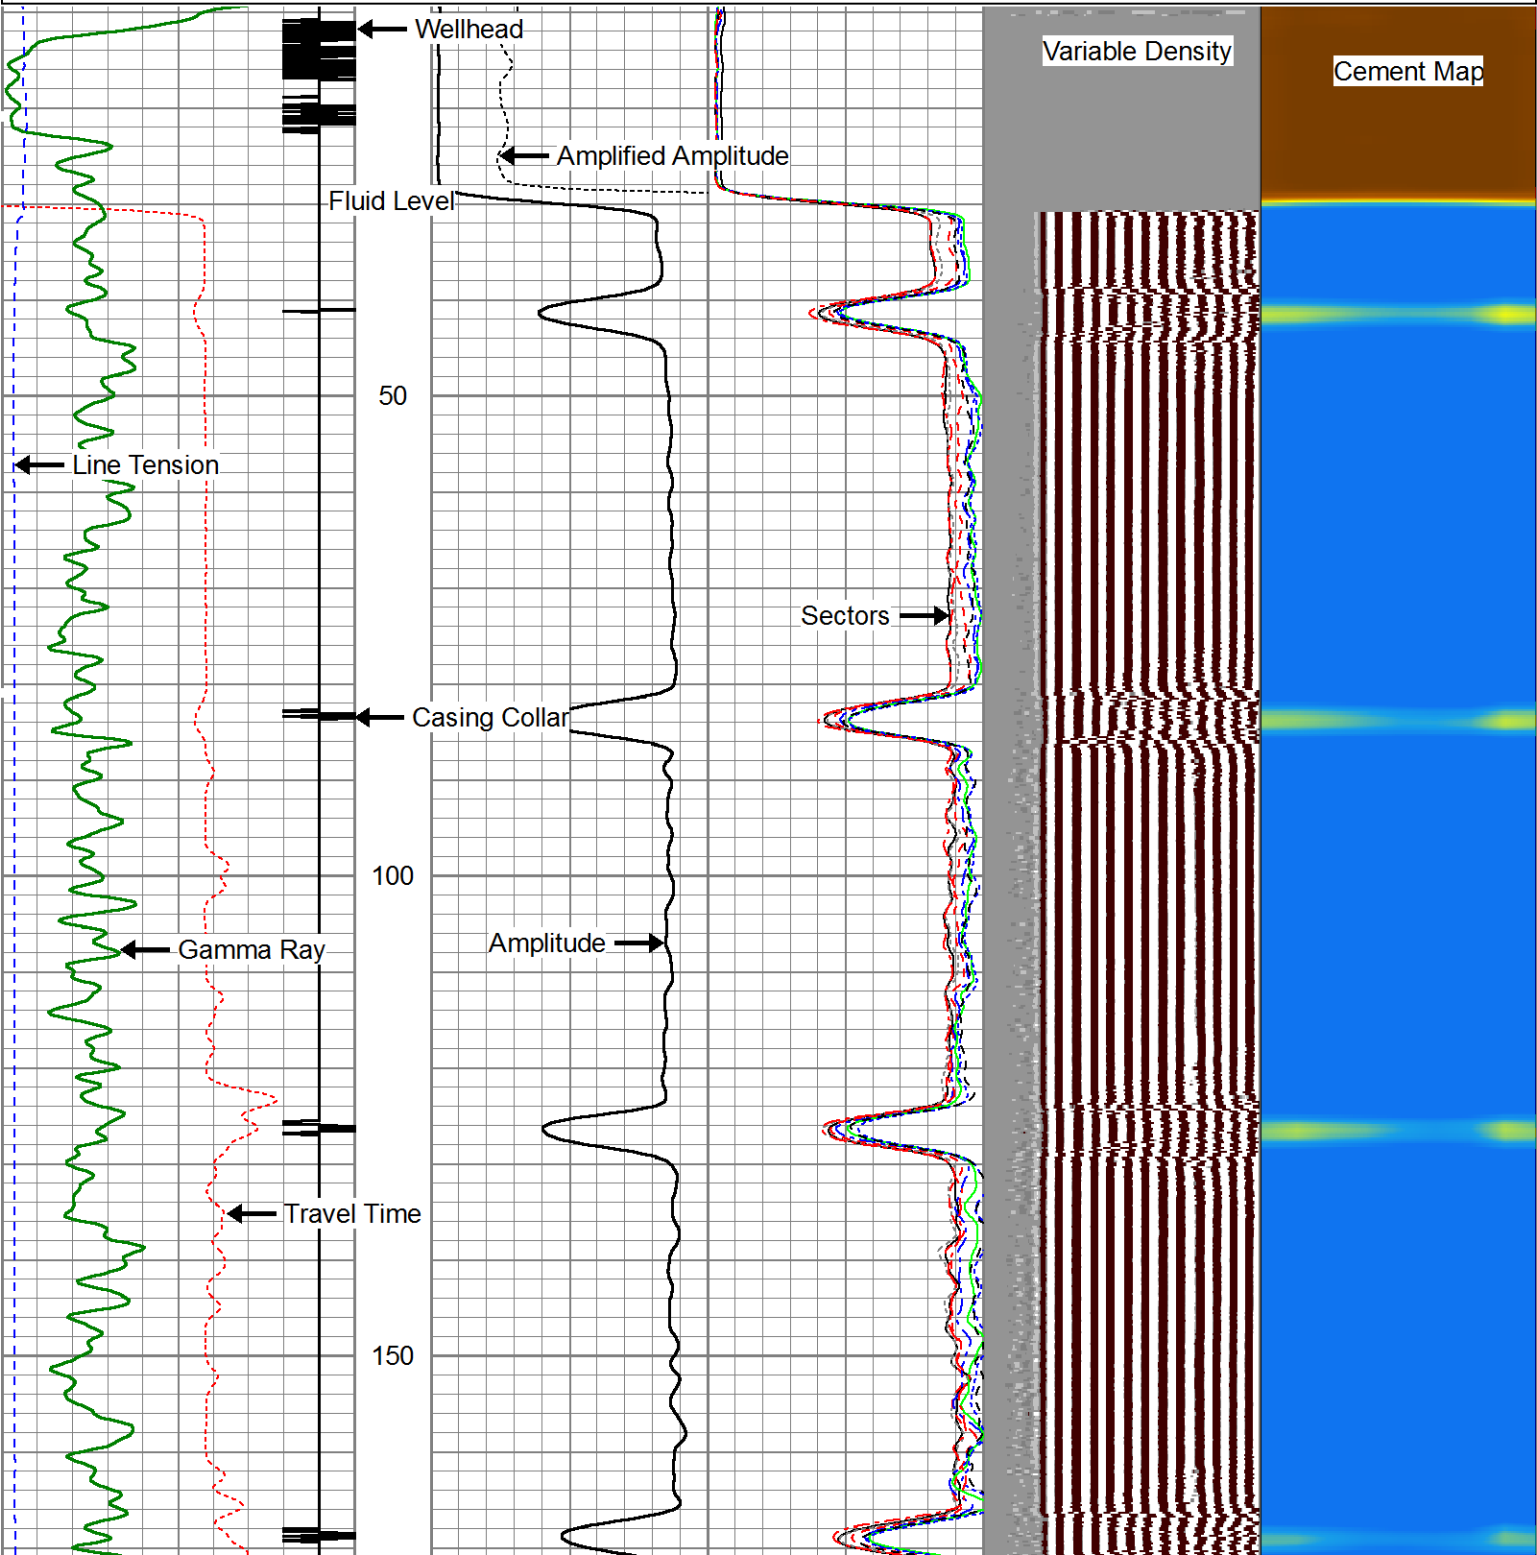 Wellhead
Variable Density
Cement Map
Amplified Amplitude
Fluid Level
50
Line Tension
Sectors
Casing Collar
100
Amplitude
Gamma Ray
Travel Time
150